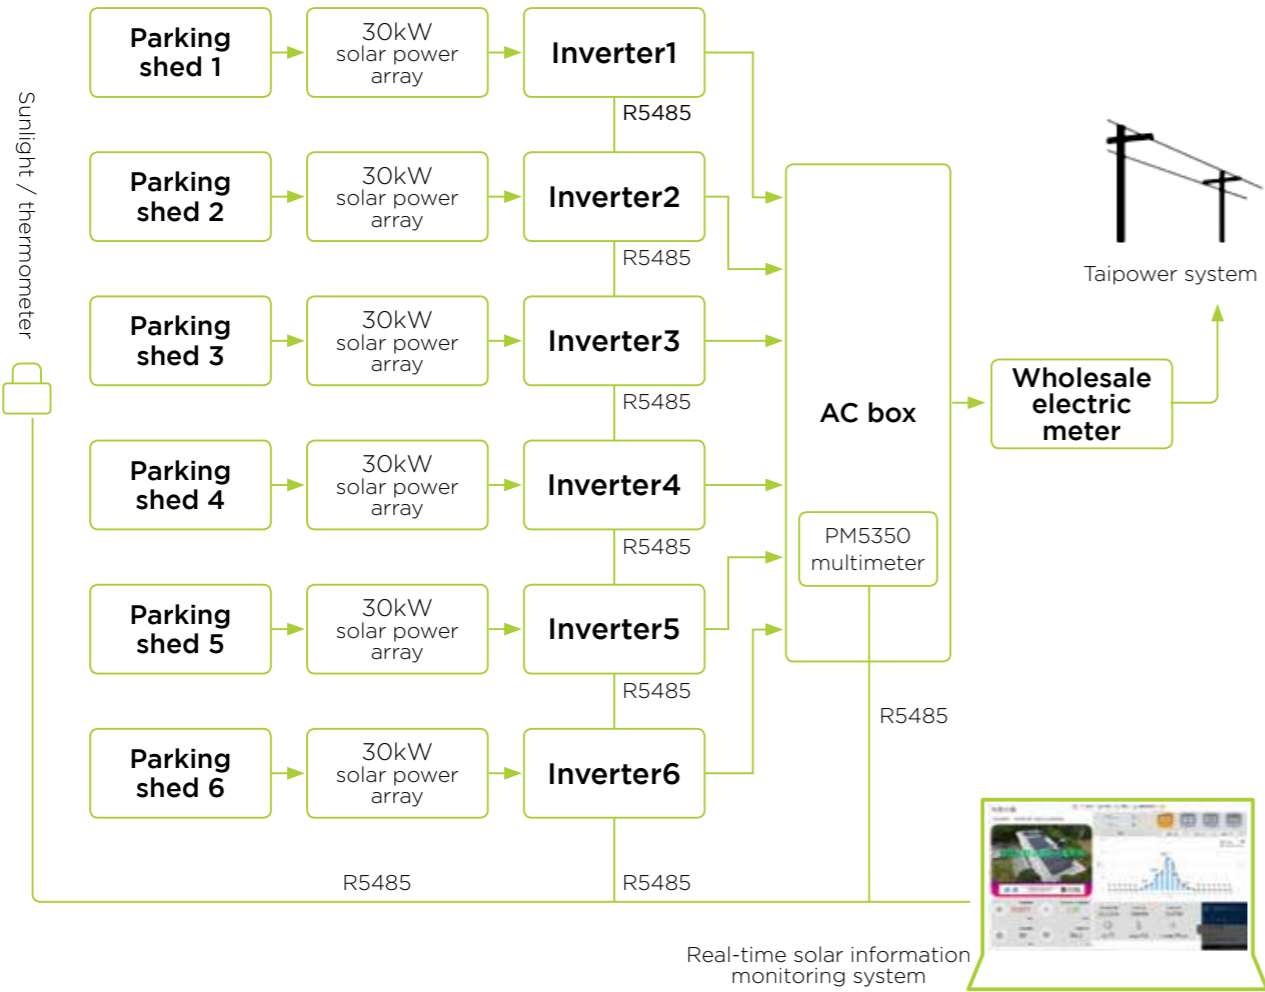 Parking
shed 1
30kW
solar power
array
Inverter1
R5485
Sunlight / thermometer
Parking
shed 2
30kW
solar power
array
Inverter2
R5485
Taipower system
Parking
shed 3
30kW
solar power
array
Inverter3
R5485
AC box
Wholesale
electric
meter
Parking
shed 4
30kW
solar power
array
Inverter4
R5485
PM5350
multimeter
Parking
shed 5
30kW
solar power
array
Inverter5
R5485
R5485
Parking
shed 6
30kW
solar power
array
Inverter6
R5485
R5485
Real-time solar information
monitoring system